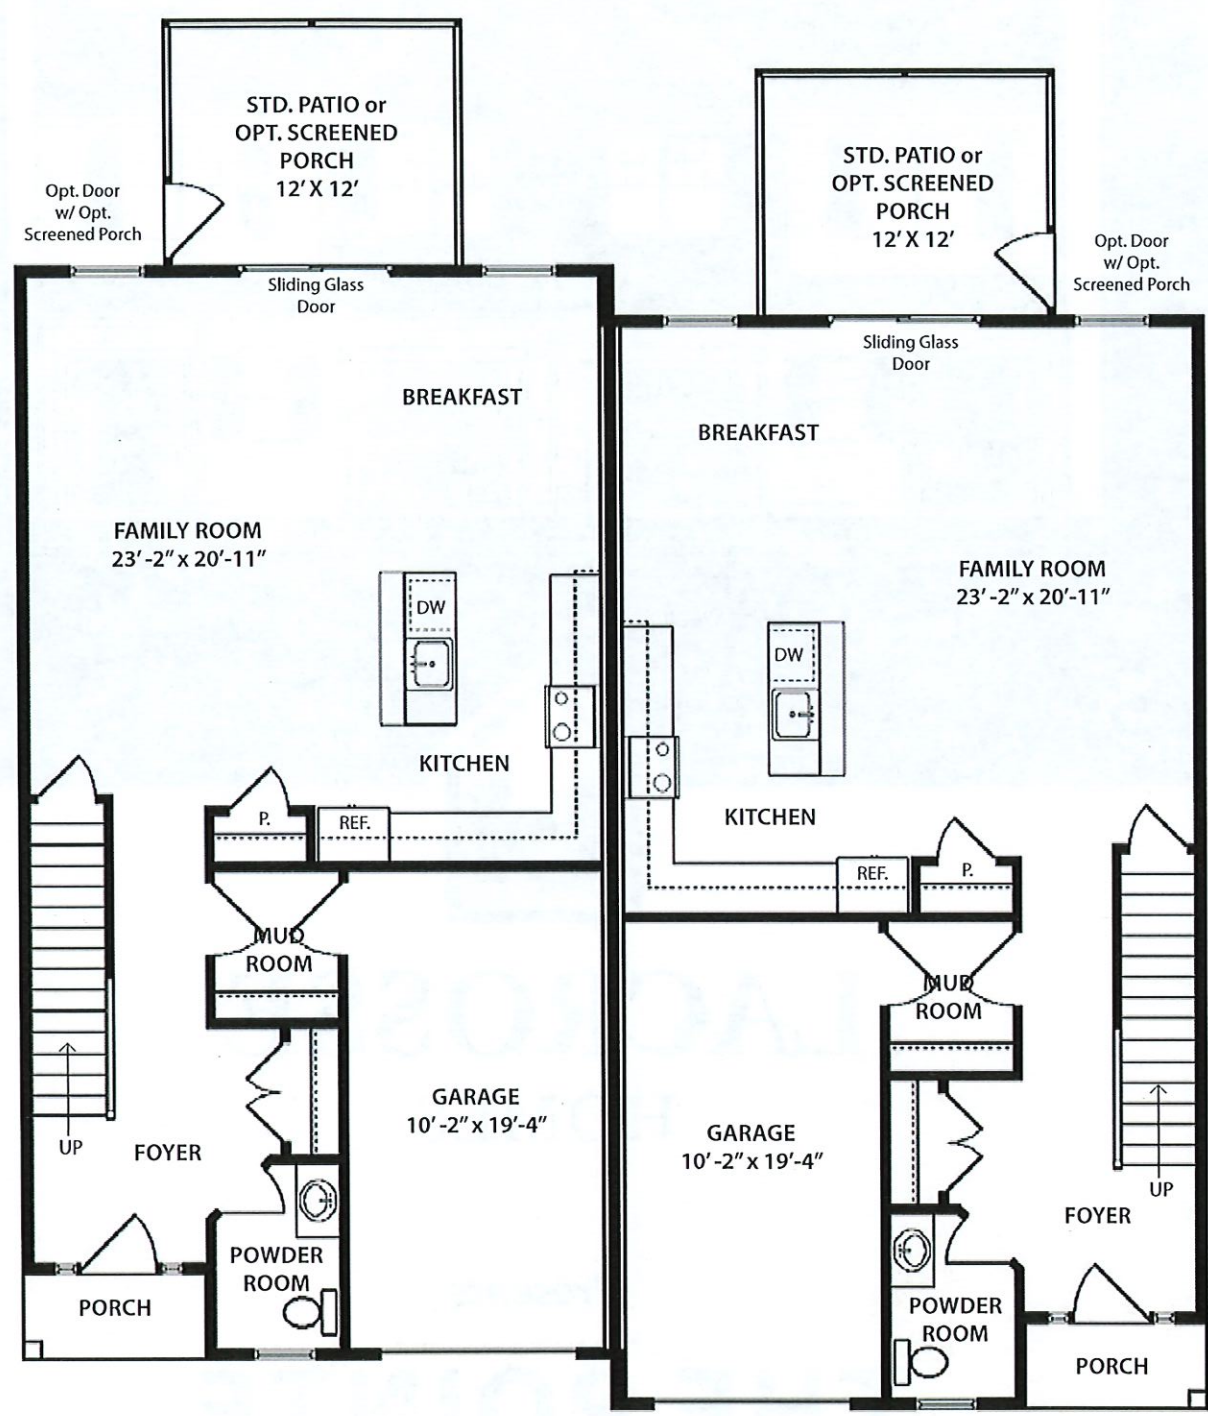 STD. PATIO or
OPT. SCREENED
PORCH
12' X 12'
Opt. Door
w/ Opt.
Screened Porch
Sliding Glass
Door
BREAKFAST
FAMILY ROOM
23'-2" x 20'-11"
DW
KITCHEN
P.
REF.
MUD
ROOM
GARAGE
10'-2" x 19'-4"
UP
FOYER
POWDER
ROOM
PORCH
STD. PATIO or
OPT. SCREENED
PORCH
12' X 12'
Opt. Door
w/ Opt.
Screened Porch
Sliding Glass
Door
BREAKFAST
FAMILY ROOM
23'-2" x 20'-11"
DW
KITCHEN
REF.
P.
MUD
ROOM
GARAGE
10'-2" x 19'-4"
UP
FOYER
POWDER
ROOM
PORCH